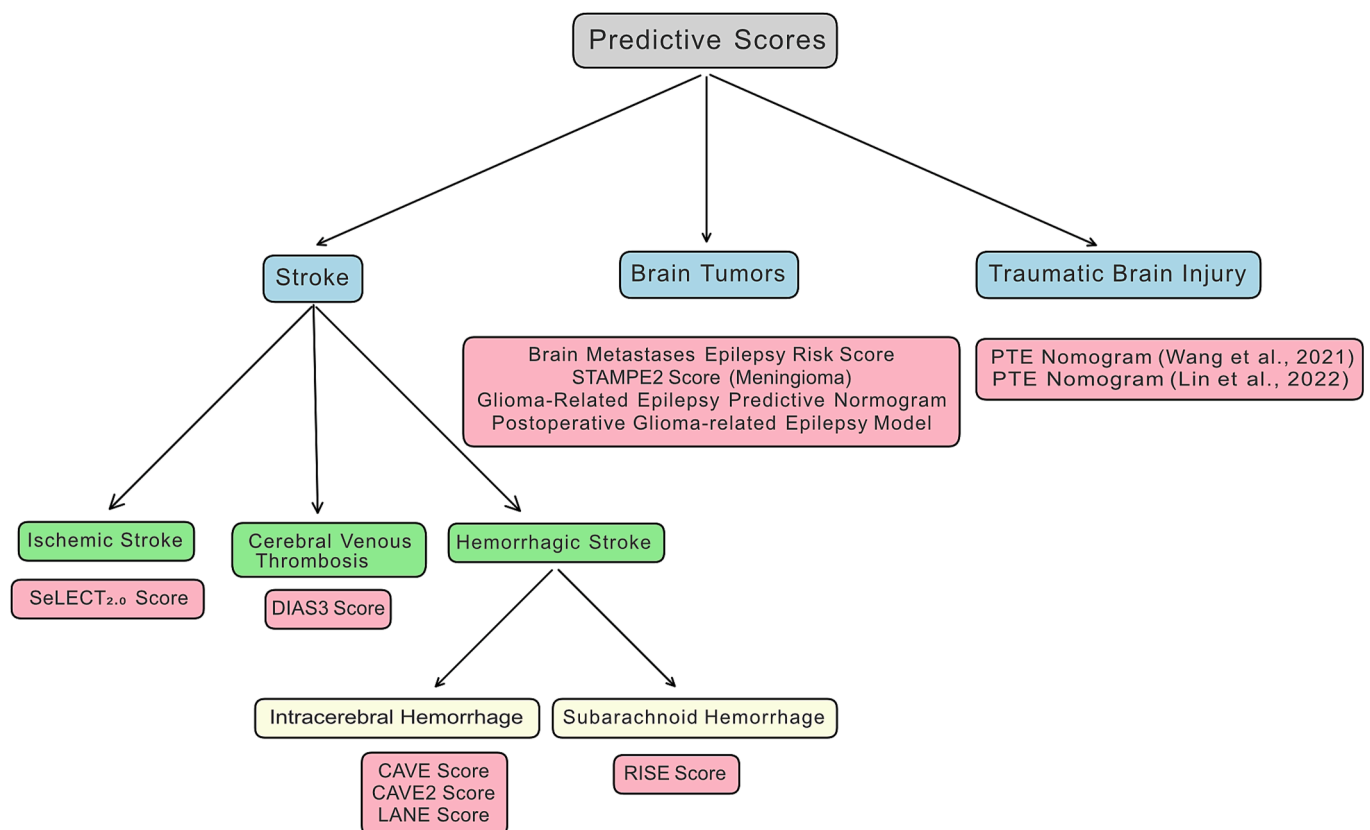 Predictive Scores
Stroke
Brain Tumors
Traumatic Brain Injury
Brain Metastases Epilepsy Risk Score
STAMPE2 Score (Meningioma)
Glioma-Related Epilepsy Predictive Normogram
Postoperative Glioma-related Epilepsy Model
PTE Nomogram (Wang et al., 2021)
PTE Nomogram (Lin et al., 2022)
Ischemic Stroke
Cerebral Venous
Thrombosis
Hemorrhagic Stroke
SeLECT₂.₀ Score
DIAS3 Score
Intracerebral Hemorrhage
Subarachnoid Hemorrhage
CAVE Score
CAVE2 Score
LANE Score
RISE Score